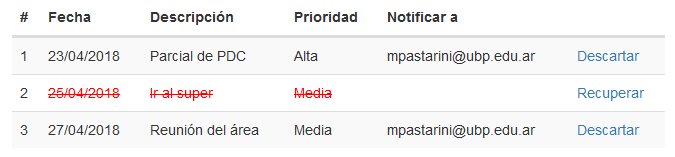 # Fecha Descripción Prioridad Notificar a
1 23/04/2018 Parcial de PDC Alta mpastarini@ubp.edu.ar Descartar
2 25/04/2018 Ir al super Media Recuperar
3 27/04/2018 Reunión del área Media mpastarini@ubp.edu.ar Descartar